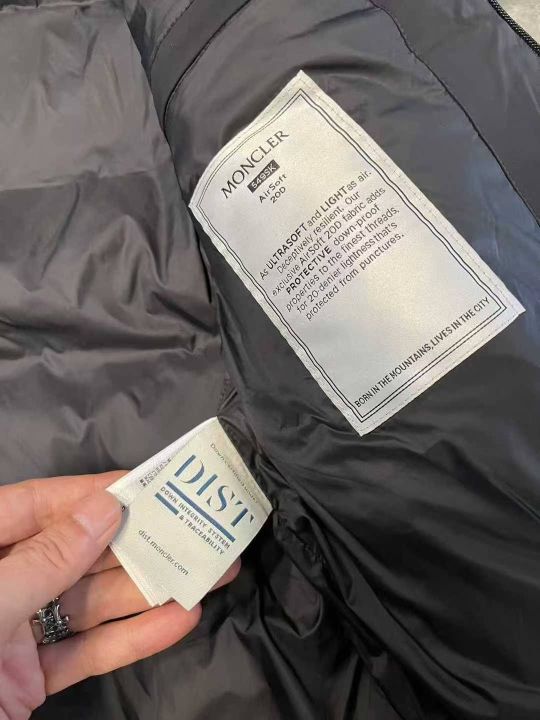 MONCLER
549SK
AirSoft
20D
As ULTRASOFT and LIGHT as air.
Deceptively resilient. Our
exclusive AirSoft 20D fabric adds
PROTECTIVE down-proof
properties to the finest threads,
for 20-denier lightness that's
protected from punctures.
BORN IN THE MOUNTAINS, LIVES IN THE CITY
DIST
DOWN INTEGRITY SYSTEM
& TRACEABILITY
dist.moncler.com